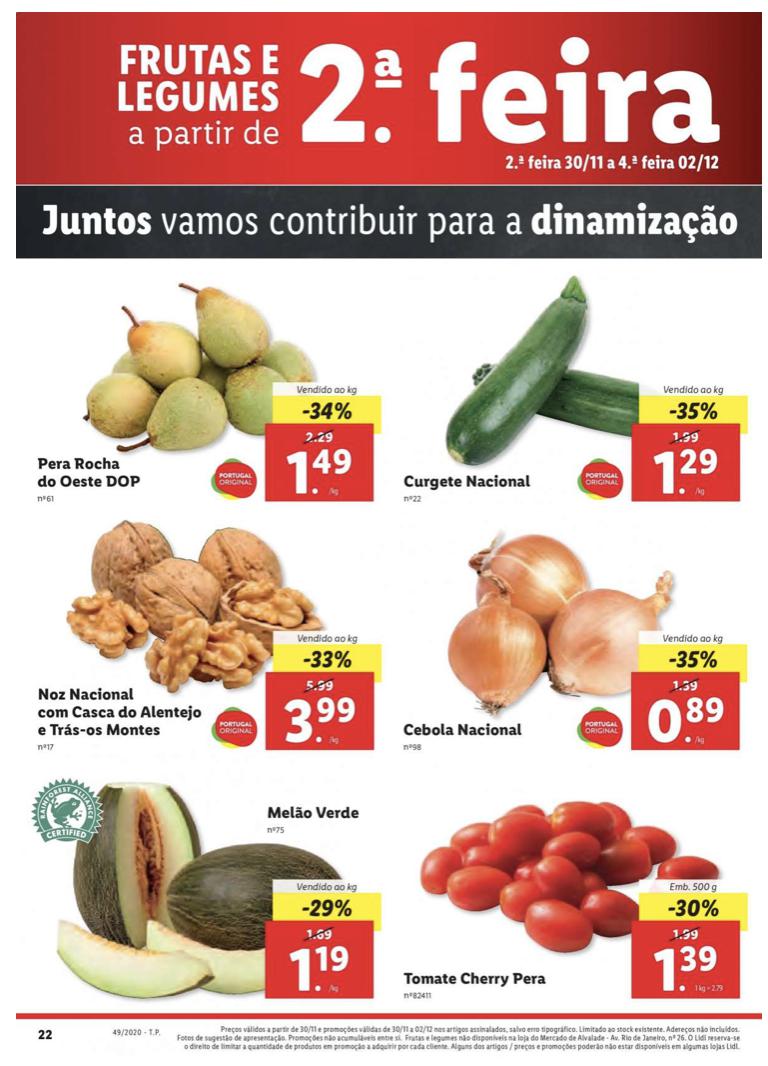 FRUTAS E
LEGUMES
a partir de
2.ª feira
2.ª feira 30/11 a 4.ª feira 02/12
Juntos vamos contribuir para a dinamização
Vendido ao kg
-34%
2.29
1.49
/kg
Pera Rocha
do Oeste DOP
nº61
PORTUGAL
ORIGINAL
Vendido ao kg
-35%
1.99
1.29
/kg
Curgete Nacional
nº22
PORTUGAL
ORIGINAL
Vendido ao kg
-33%
5.99
3.99
/kg
Noz Nacional
com Casca do Alentejo
e Trás-os Montes
nº17
PORTUGAL
ORIGINAL
Vendido ao kg
-35%
1.39
0.89
/kg
Cebola Nacional
nº98
PORTUGAL
ORIGINAL
RAINFOREST ALLIANCE
CERTIFIED
Melão Verde
nº75
Vendido ao kg
-29%
1.69
1.19
/kg
Emb. 500 g
-30%
1.99
1.39
1 kg = 2.79
Tomate Cherry Pera
nº82411
22
49/2020 - T.P.
Preços válidos a partir de 30/11 e promoções válidas de 30/11 a 02/12 nos artigos assinalados, salvo erro tipográfico. Limitado ao stock existente. Adereços não incluídos.
Fotos de sugestão de apresentação. Promoções não acumuláveis entre si. Frutas e legumes não disponíveis na loja do Mercado de Alvalade - Av. Rio de Janeiro, nº 26. O Lidl reserva-se
o direito de limitar a quantidade de produtos em promoção a adquirir por cada cliente. Alguns dos artigos / preços e promoções poderão não estar disponíveis em algumas lojas Lidl.